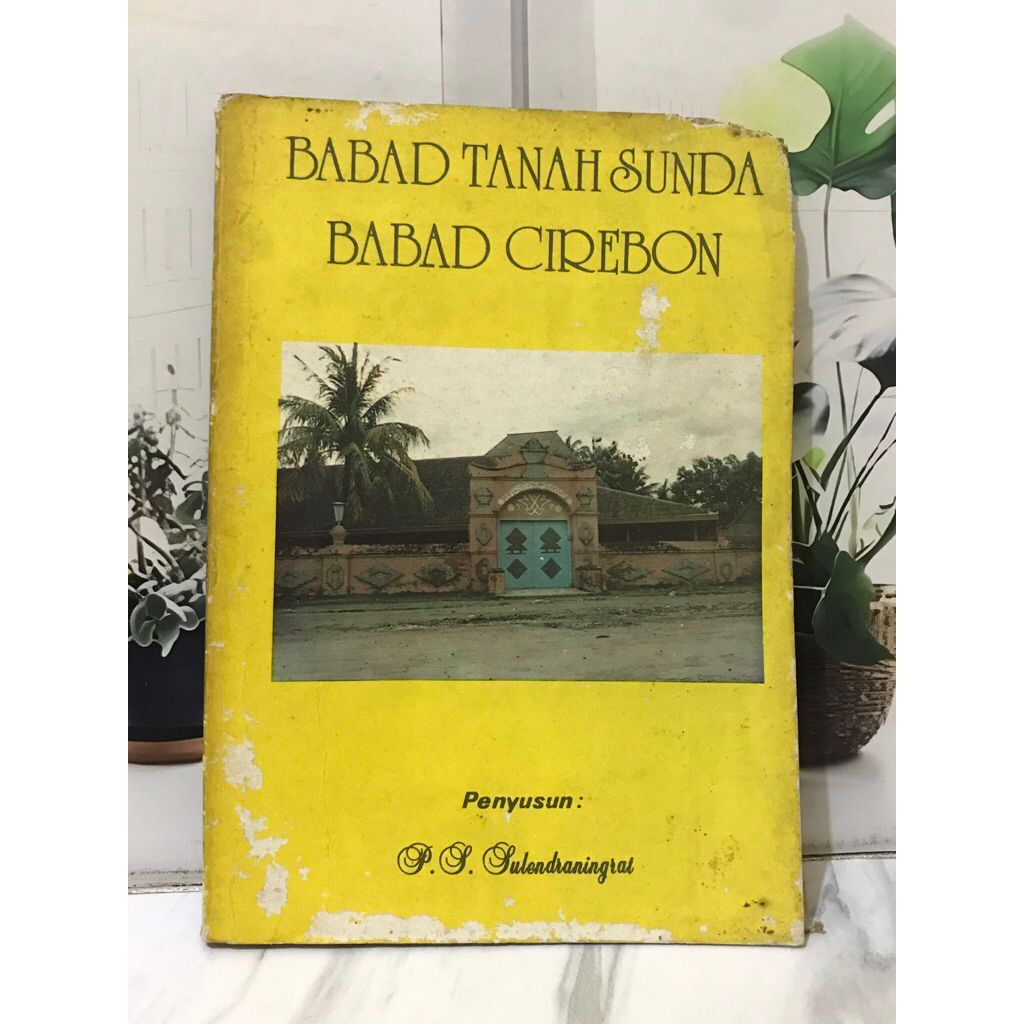 BABAD TANAH SUNDA
BABAD CIREBON
Penyusun:
P. S. Sulendraningrat